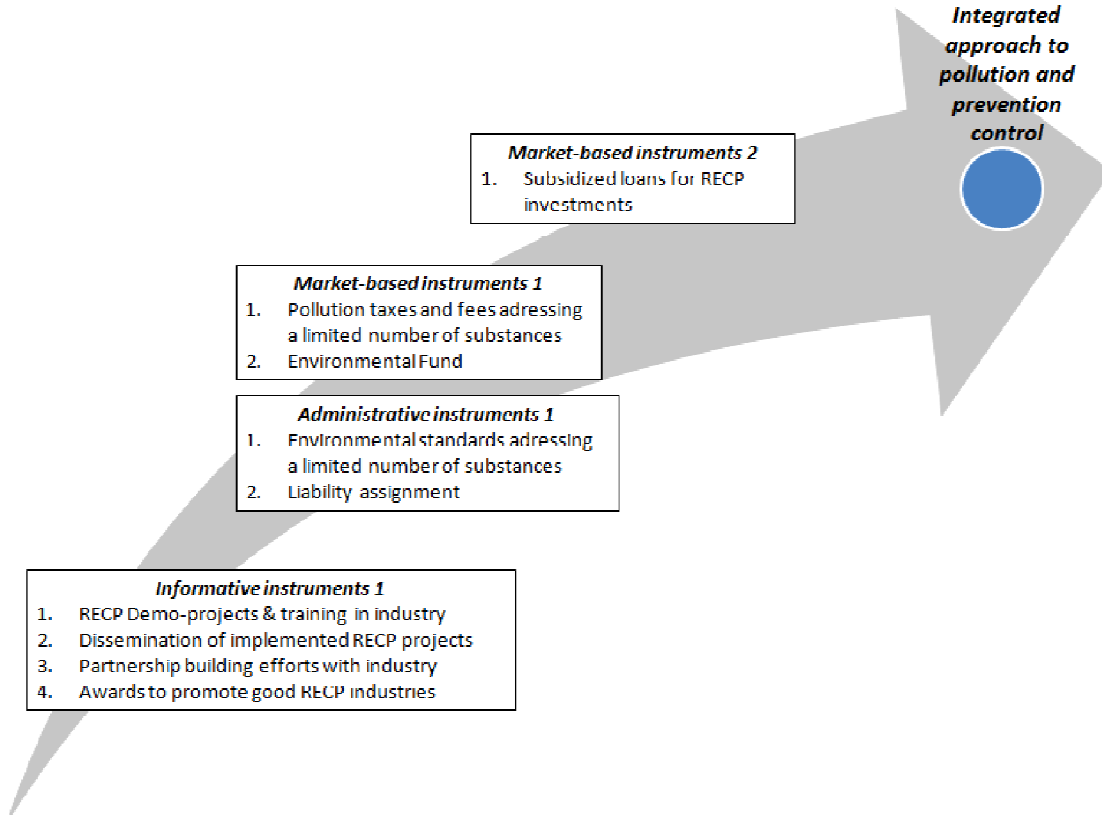 Integrated
approach to
pollution and
prevention
control
Market-based instruments 2
1. Subsidized loans for RECP
investments
Market-based instruments 1
1. Pollution taxes and fees adressing
a limited number of substances
2. Environmental Fund
Administrative instruments 1
1. Environmental standards adressing
a limited number of substances
2. Liability assignment
Informative instruments 1
1. RECP Demo-projects & training in industry
2. Dissemination of implemented RECP projects
3. Partnership building efforts with industry
4. Awards to promote good RECP industries